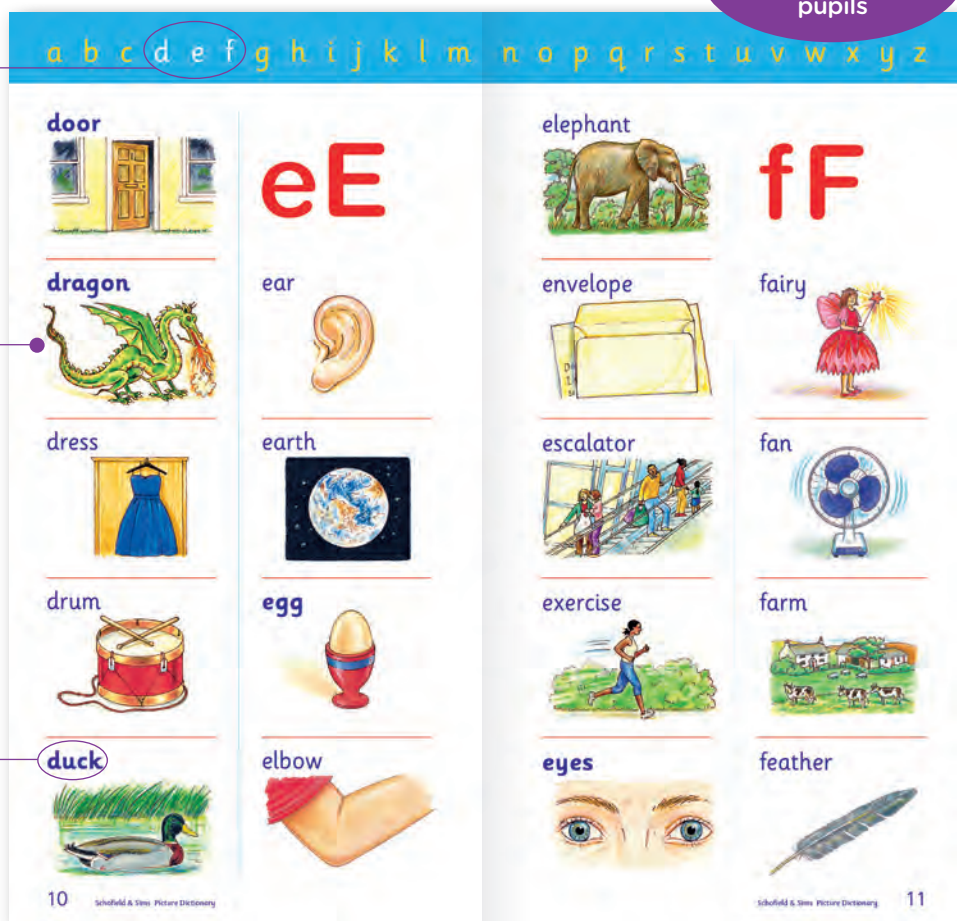 pupils
a b c d e f g h i j k l m n o p q r s t u v w x y z
door
dragon
dress
drum
duck
eE
ear
earth
egg
elbow
10
Schofield & Sims Picture Dictionary
elephant
envelope
escalator
exercise
eyes
fF
fairy
fan
farm
feather
Schofield & Sims Picture Dictionary
11